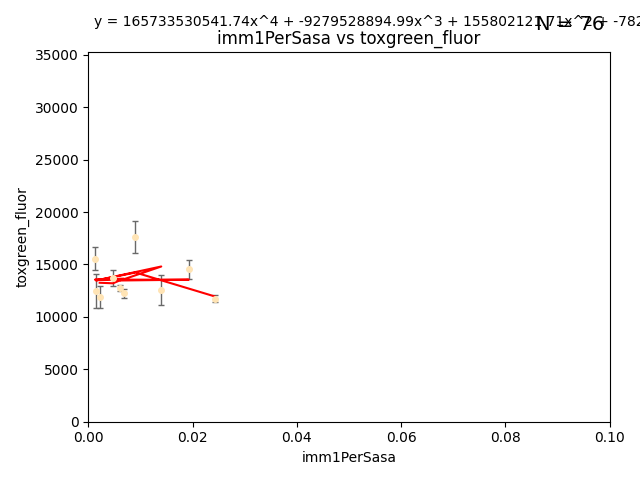 y = 165733530541.74x^4 + -9279528894.99x^3 + 155802121.71x^2 + -782
N = 76
imm1PerSasa vs toxgreen_fluor
35000
30000
25000
20000
15000
10000
5000
0
toxgreen_fluor
0.00 0.02 0.04 0.06 0.08 0.10
imm1PerSasa